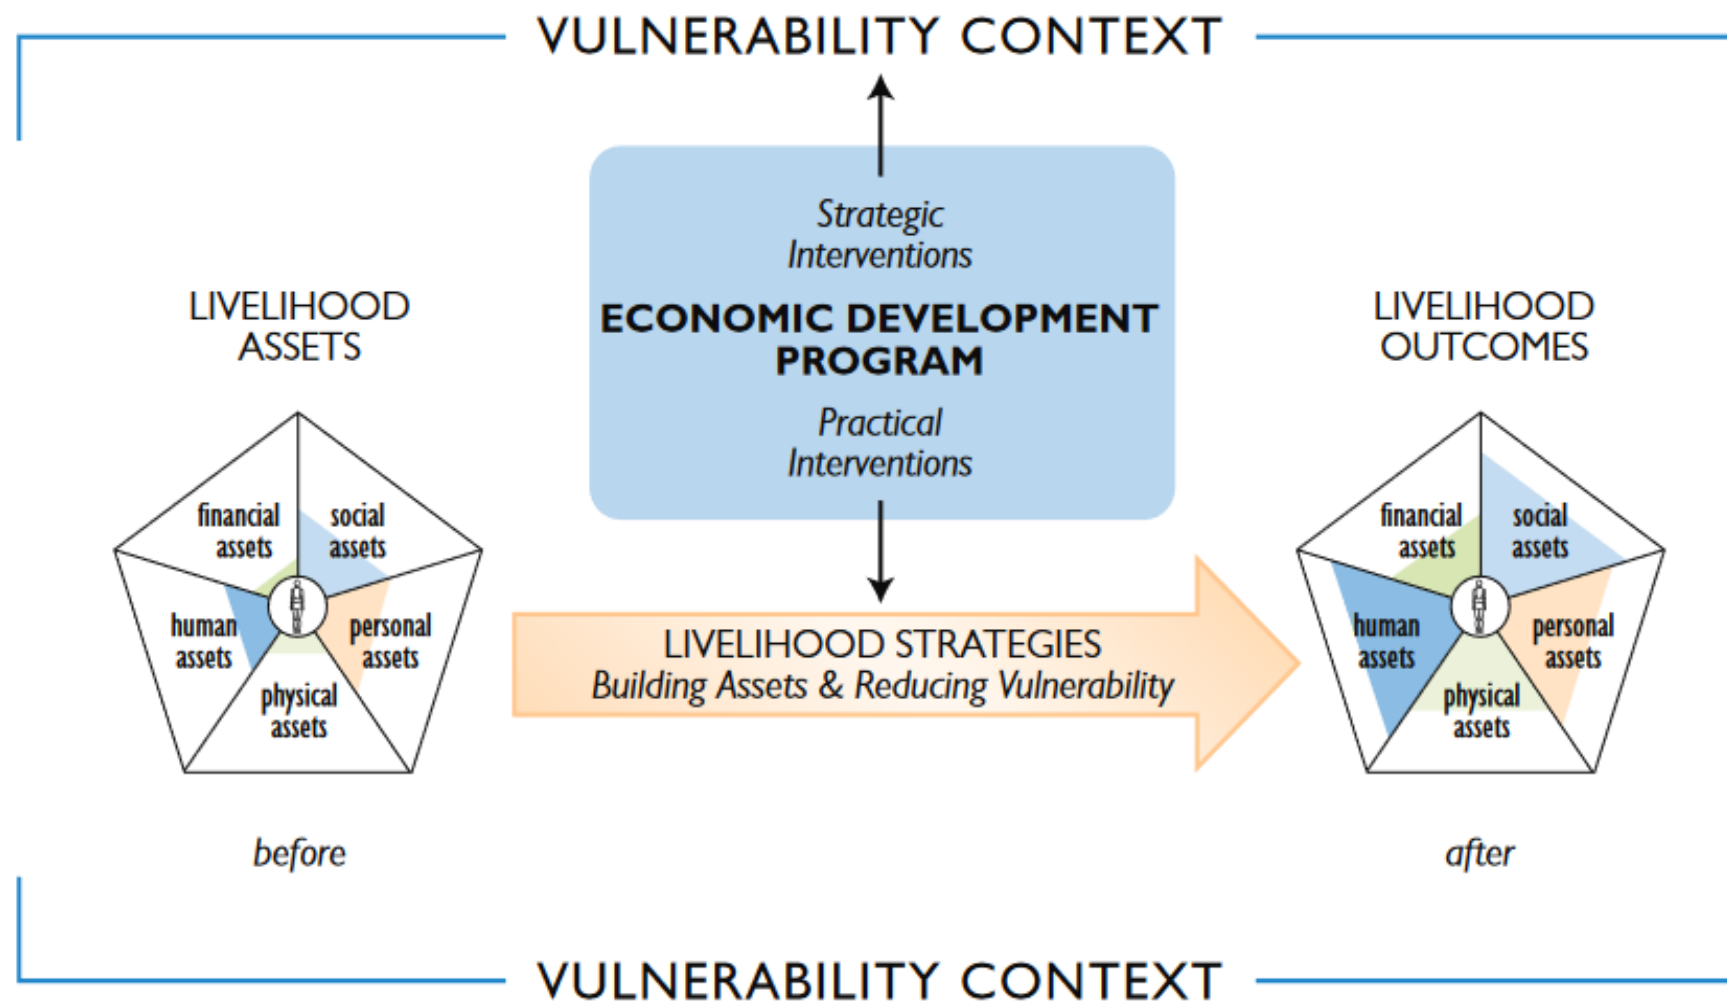 VULNERABILITY CONTEXT
Strategic
Interventions
ECONOMIC DEVELOPMENT
PROGRAM
Practical
Interventions
LIVELIHOOD
ASSETS
financial
assets
social
assets
human
assets
personal
assets
physical
assets
before
LIVELIHOOD STRATEGIES
Building Assets & Reducing Vulnerability
LIVELIHOOD
OUTCOMES
financial
assets
social
assets
human
assets
personal
assets
physical
assets
after
VULNERABILITY CONTEXT